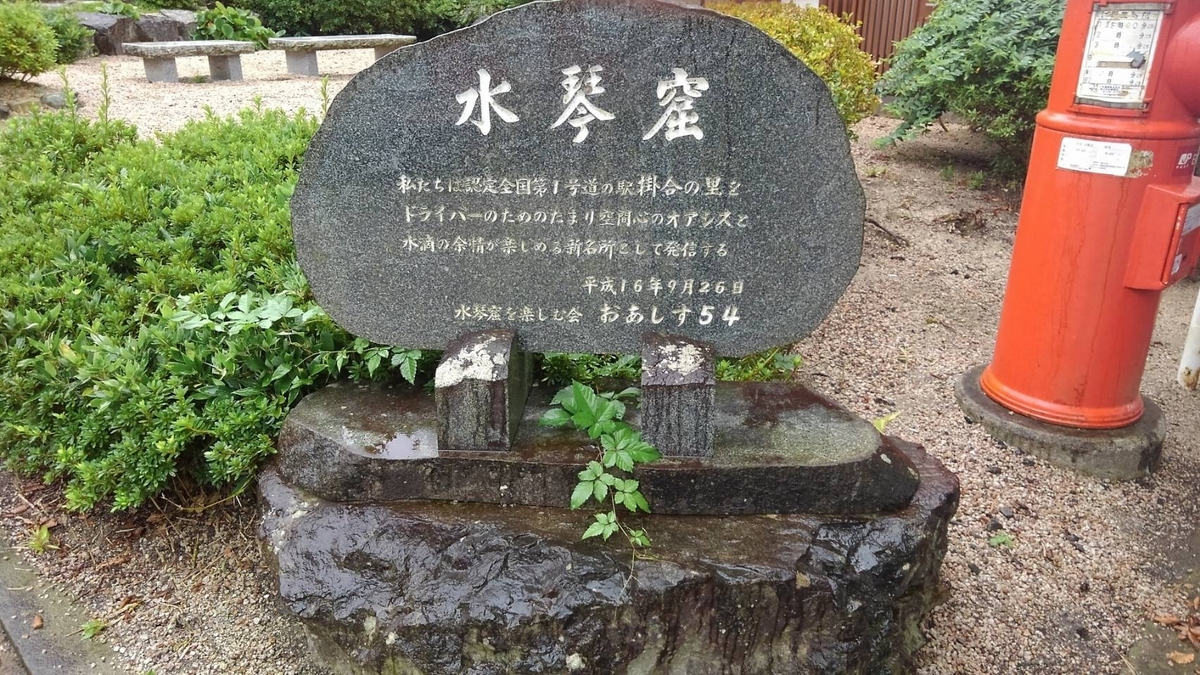 水琴窟
私たちは認定全国第1号道の駅掛合の里を
ドライバーのためのたまり空間心のオアシスと
水滴の余情が楽しめる新名所として発信する
平成16年9月26日
水琴窟を楽しむ会 おあしす54